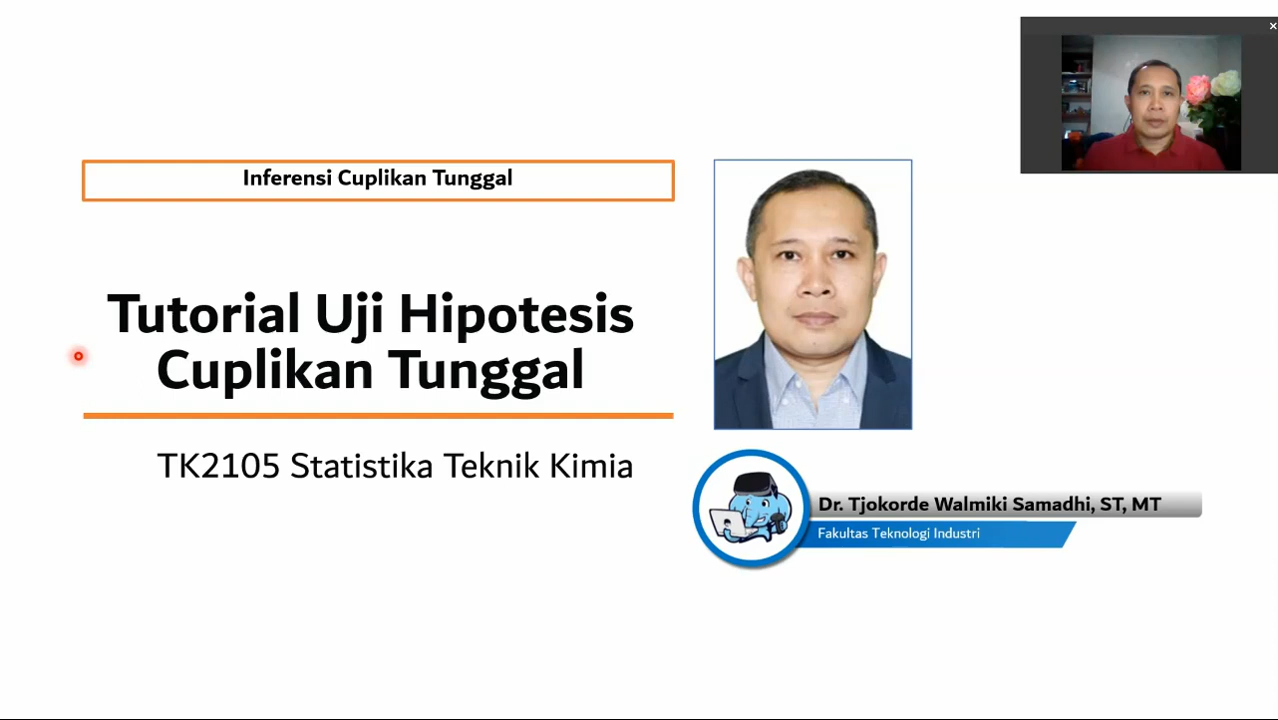 Inferensi Cuplikan Tunggal
Tutorial Uji Hipotesis
Cuplikan Tunggal
TK2105 Statistika Teknik Kimia
Dr. Tjokorde Walmiki Samadhi, ST, MT
Fakultas Teknologi Industri